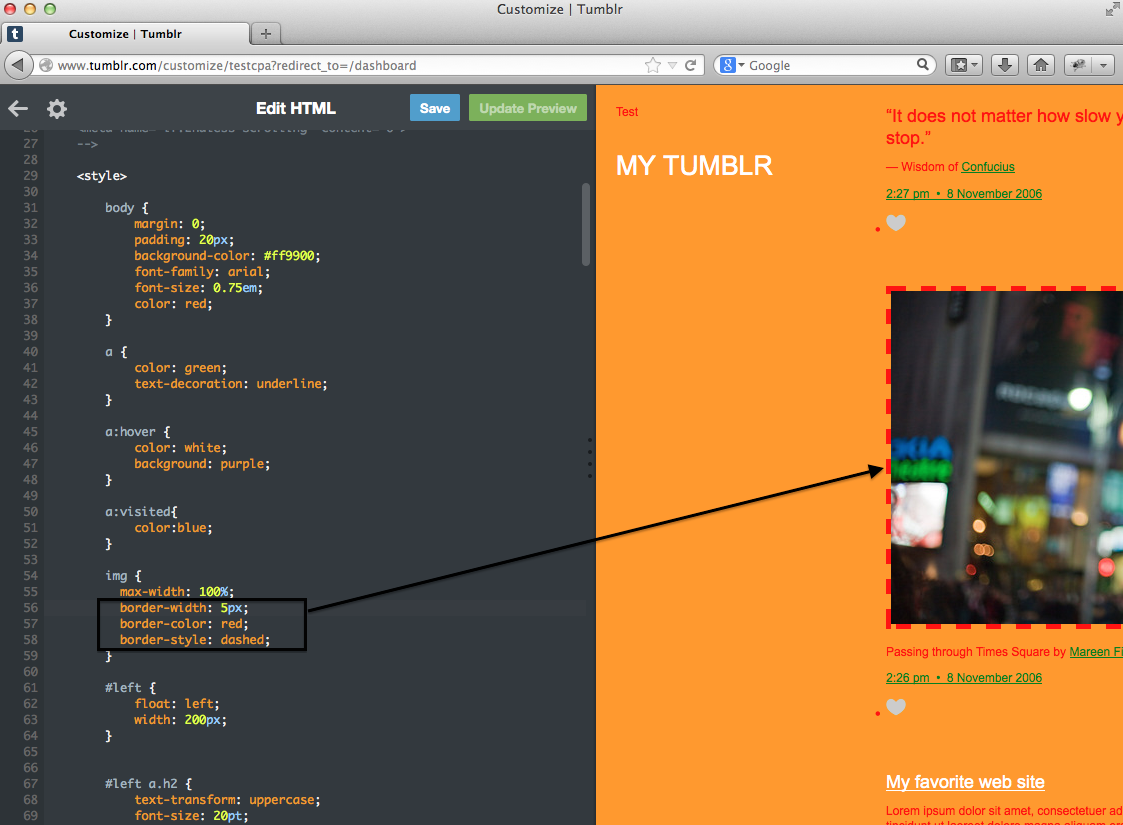 Customize | Tumblr
t Customize | Tumblr +
www.tumblr.com/customize/testcpa?redirect_to=/dashboard
8 Google
Edit HTML
Save
Update Preview
27 -->
28
29 <style>
30
31 body {
32 margin: 0;
33 padding: 20px;
34 background-color: #ff9900;
35 font-family: arial;
36 font-size: 0.75em;
37 color: red;
38 }
39
40 a {
41 color: green;
42 text-decoration: underline;
43 }
44
45 a:hover {
46 color: white;
47 background: purple;
48 }
49
50 a:visited{
51 color:blue;
52 }
53
54 img {
55 max-width: 100%;
56 border-width: 5px;
57 border-color: red;
58 border-style: dashed;
59 }
60
61 #left {
62 float: left;
63 width: 200px;
64 }
65
66
67 #left a.h2 {
68 text-transform: uppercase;
69 font-size: 20pt;
Test
MY TUMBLR
“It does not matter how slow y
stop.”
— Wisdom of Confucius
2:27 pm • 8 November 2006
Passing through Times Square by Mareen Fi
2:26 pm • 8 November 2006
My favorite web site
Lorem ipsum dolor sit amet, consectetuer ad